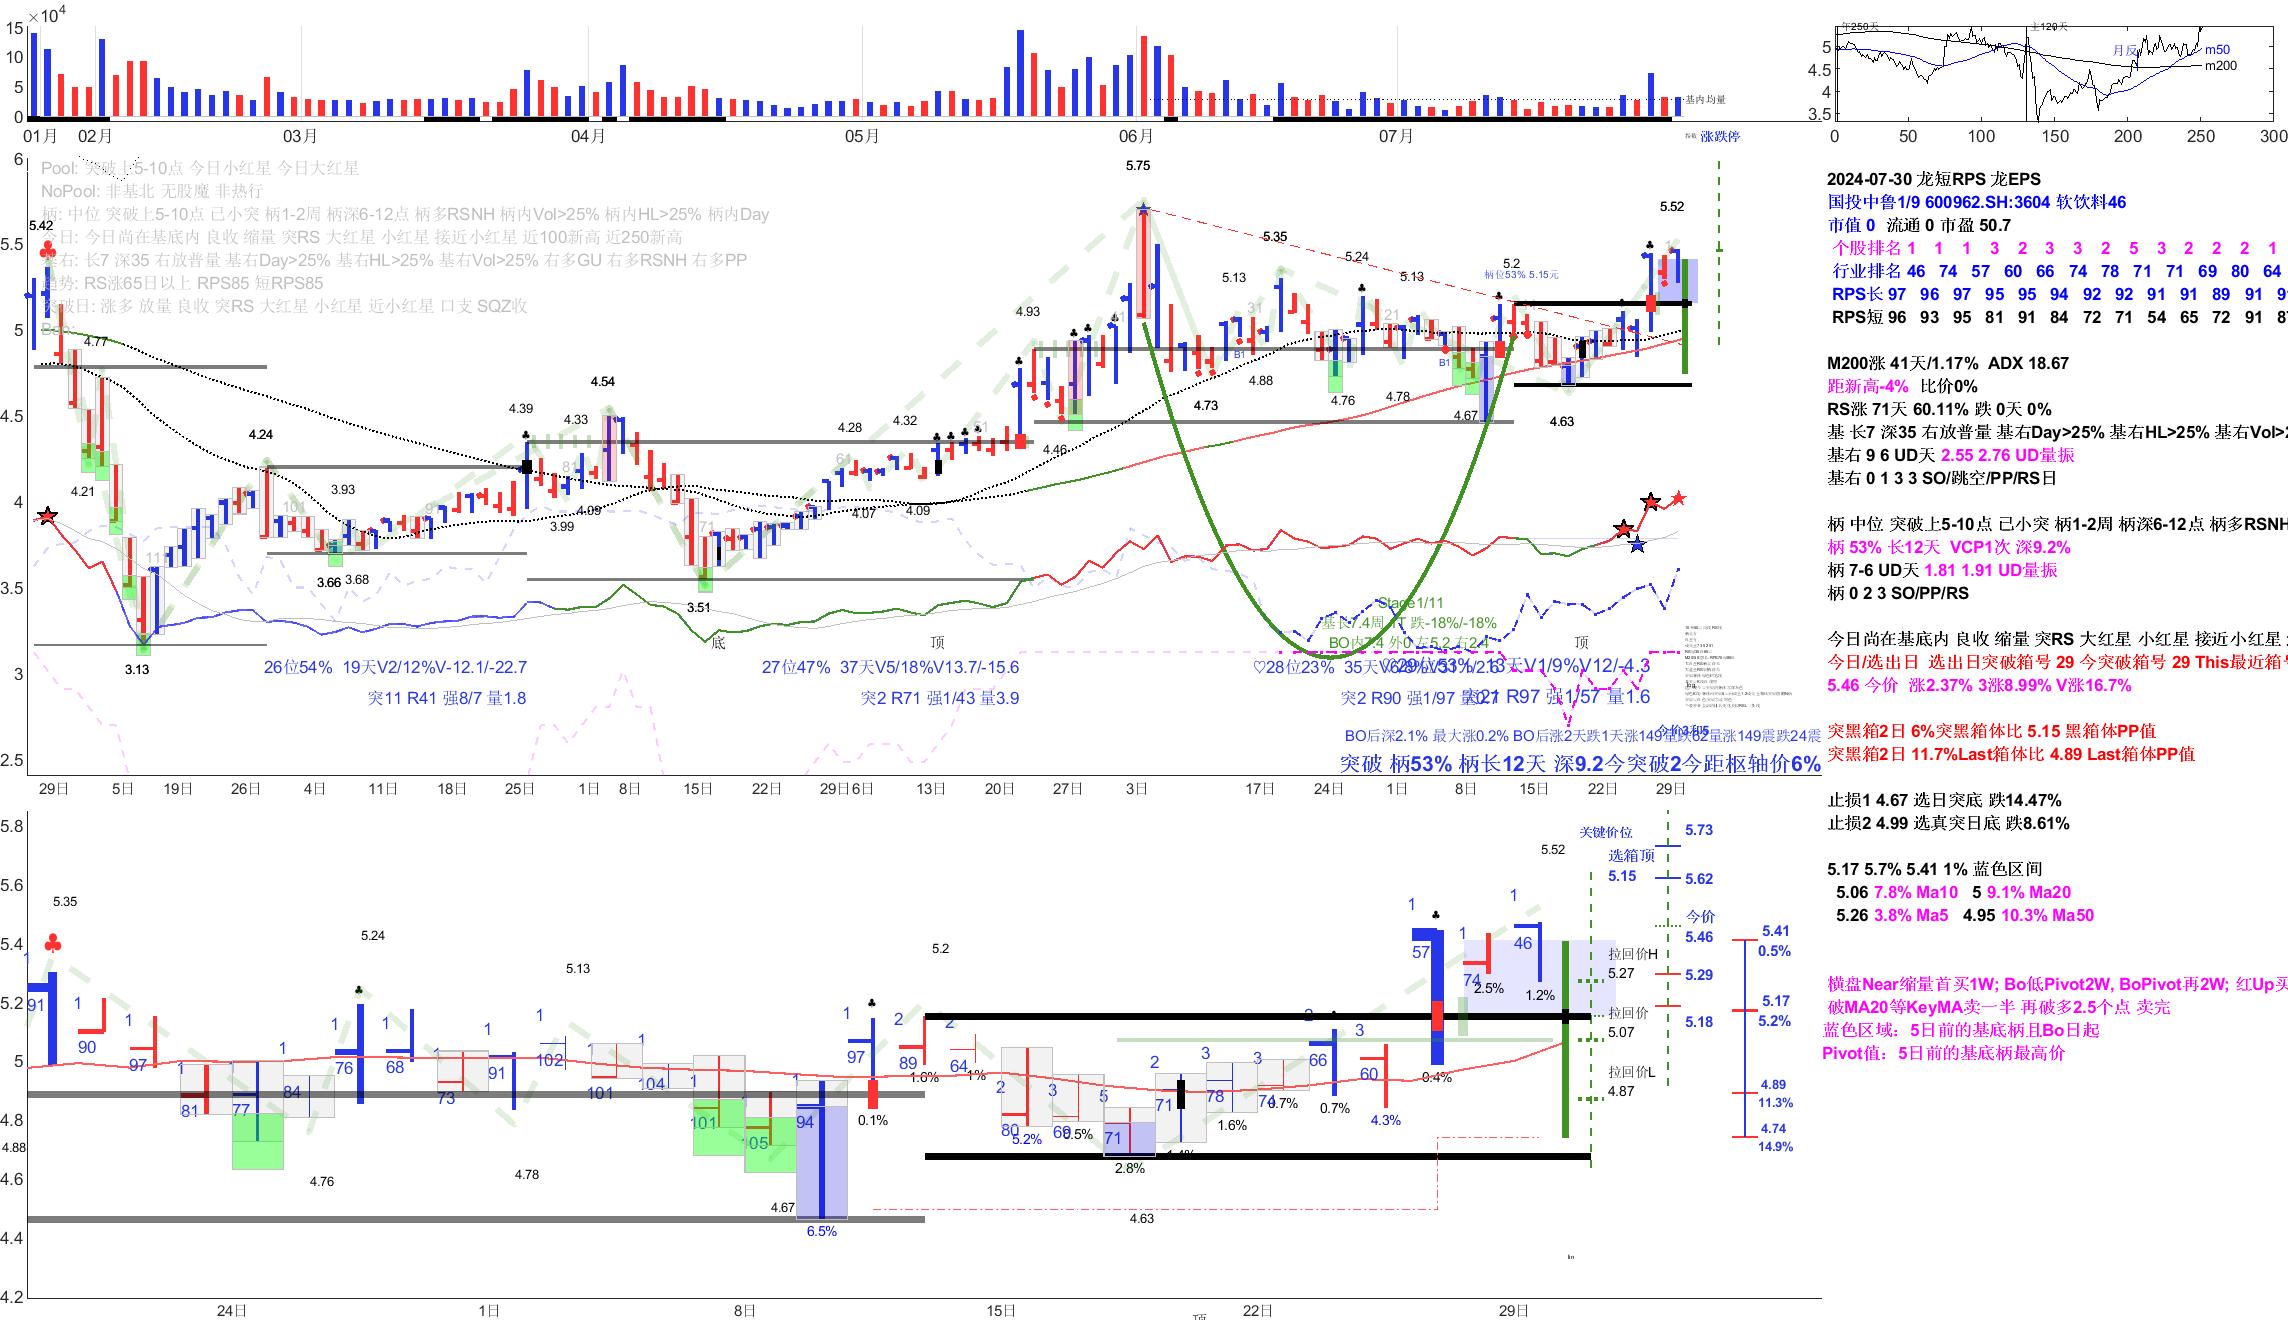 ×10⁴
15
10
5
0
01月 02月 03月 04月 05月 06月 07月
基内均量
涨跌停
年250天 主120天
月反
m50
m200
5
4.5
4
3.5
0 50 100 150 200 250 300
Pool: 突破上5-10点 今日小红星 今日大红星
NoPool: 非基北 无股魔 非热行
柄: 中位 突破上5-10点 已小突 柄1-2周 柄深6-12点 柄多RSNH 柄内Vol>25% 柄内HL>25% 柄内Day
今日: 今日尚在基底内 良收 缩量 突RS 大红星 小红星 接近小红星 近100新高 近250新高
基右: 长7 深35 右放普量 基右Day>25% 基右HL>25% 基右Vol>25% 右多GU 右多RSNH 右多PP
趋势: RS涨65日以上 RPS85 短RPS85
突破日: 涨多 放量 良收 突RS 大红星 小红星 近小红星 口支 SQZ收
6
5.5
5
4.5
4
3.5
3
2.5
5.42
4.77
4.21
3.13
4.24
3.93
3.66
3.68
4.39
4.33
4.54
3.99
4.09
3.51
4.28
4.07
4.32
4.09
4.93
4.46
5.75
4.73
5.13
4.88
5.35
4.76
5.24
4.78
5.13
4.67
5.2
柄位53% 5.15元
4.63
5.52
B1
B1
底
顶
顶
Stage1/11
基长7.4周 1T 跌-18%/-18%
BO内7.4 外0 左5.2 右2.4
26位54% 19天V2/12%V-12.1/-22.7
突11 R41 强8/7 量1.8
27位47% 37天V5/18%V13.7/-15.6
突2 R71 强1/43 量3.9
♡28位23% 35天
13天V1/9%V12/-4.3
突2 R90 强1/97
R97 强1/57 量1.6
BO后深2.1% 最大涨0.2% BO后涨2天跌1天涨149量跌62量涨149震跌24震
突破 柄53% 柄长12天 深9.2今突破2今距枢轴价6%
29日 5日 19日 26日 4日 11日 18日 25日 1日 8日 15日 22日 29日 6日 13日 20日 27日 3日 17日 24日 1日 8日 15日 22日 29日
2024-07-30 龙短RPS 龙EPS
国投中鲁1/9 600962.SH:3604 软饮料46
市值 0 流通 0 市盈 50.7
个股排名 1 1 1 3 2 3 3 2 5 3 2 2 2 1
行业排名 46 74 57 60 66 74 78 71 71 69 80 64
RPS长 97 96 97 95 95 94 92 92 91 91 89 91
RPS短 96 93 95 81 91 84 72 71 54 65 72 91
M200涨 41天/1.17% ADX 18.67
距新高-4% 比价0%
RS涨 71天 60.11% 跌 0天 0%
基 长7 深35 右放普量 基右Day>25% 基右HL>25% 基右Vol>
基右 9 6 UD天 2.55 2.76 UD量振
基右 0 1 3 3 SO/跳空/PP/RS日
柄 中位 突破上5-10点 已小突 柄1-2周 柄深6-12点 柄多RSNH
柄 53% 长12天 VCP1次 深9.2%
柄 7-6 UD天 1.81 1.91 UD量振
柄 0 2 3 SO/PP/RS
今日尚在基底内 良收 缩量 突RS 大红星 小红星 接近小红星
今日/选出日 选出日突破箱号 29 今突破箱号 29 This最近箱
5.46 今价 涨2.37% 3涨8.99% V涨16.7%
突黑箱2日 6%突黑箱体比 5.15 黑箱体PP值
突黑箱2日 11.7%Last箱体比 4.89 Last箱体PP值
止损1 4.67 选日突底 跌14.47%
止损2 4.99 选真突日底 跌8.61%
5.17 5.7% 5.41 1% 蓝色区间
5.06 7.8% Ma10 5 9.1% Ma20
5.26 3.8% Ma5 4.95 10.3% Ma50
横盘Near缩量首买1W; Bo低Pivot2W, BoPivot再2W; 红Up买
破MA20等KeyMA卖一半 再破多2.5个点 卖完
蓝色区域: 5日前的基底柄且Bo日起
Pivot值: 5日前的基底柄最高价
5.8
5.6
5.4
5.2
5
4.8
4.6
4.4
4.2
5.35
4.88
4.76
5.24
4.78
5.13
4.67
6.5%
0.1%
5.2
1.6%
5.2%
2.8%
4.63
1.6%
0.7%
0.7%
4.3%
0.4%
2.5%
1.2%
5.52
91 90 97 81 77 84 76 68 73 91 102 101 104 101 105 94 97 89 64 80 71 71 78 74 66 60 57 74 46
关键价位
选箱顶
5.15
今价
拉回价H
5.27
拉回价
5.07
拉回价L
4.87
5.73
5.62
5.46
5.29
5.18
5.41
0.5%
5.17
5.2%
4.89
11.3%
4.74
14.9%
24日 1日 8日 15日 22日 29日
顶